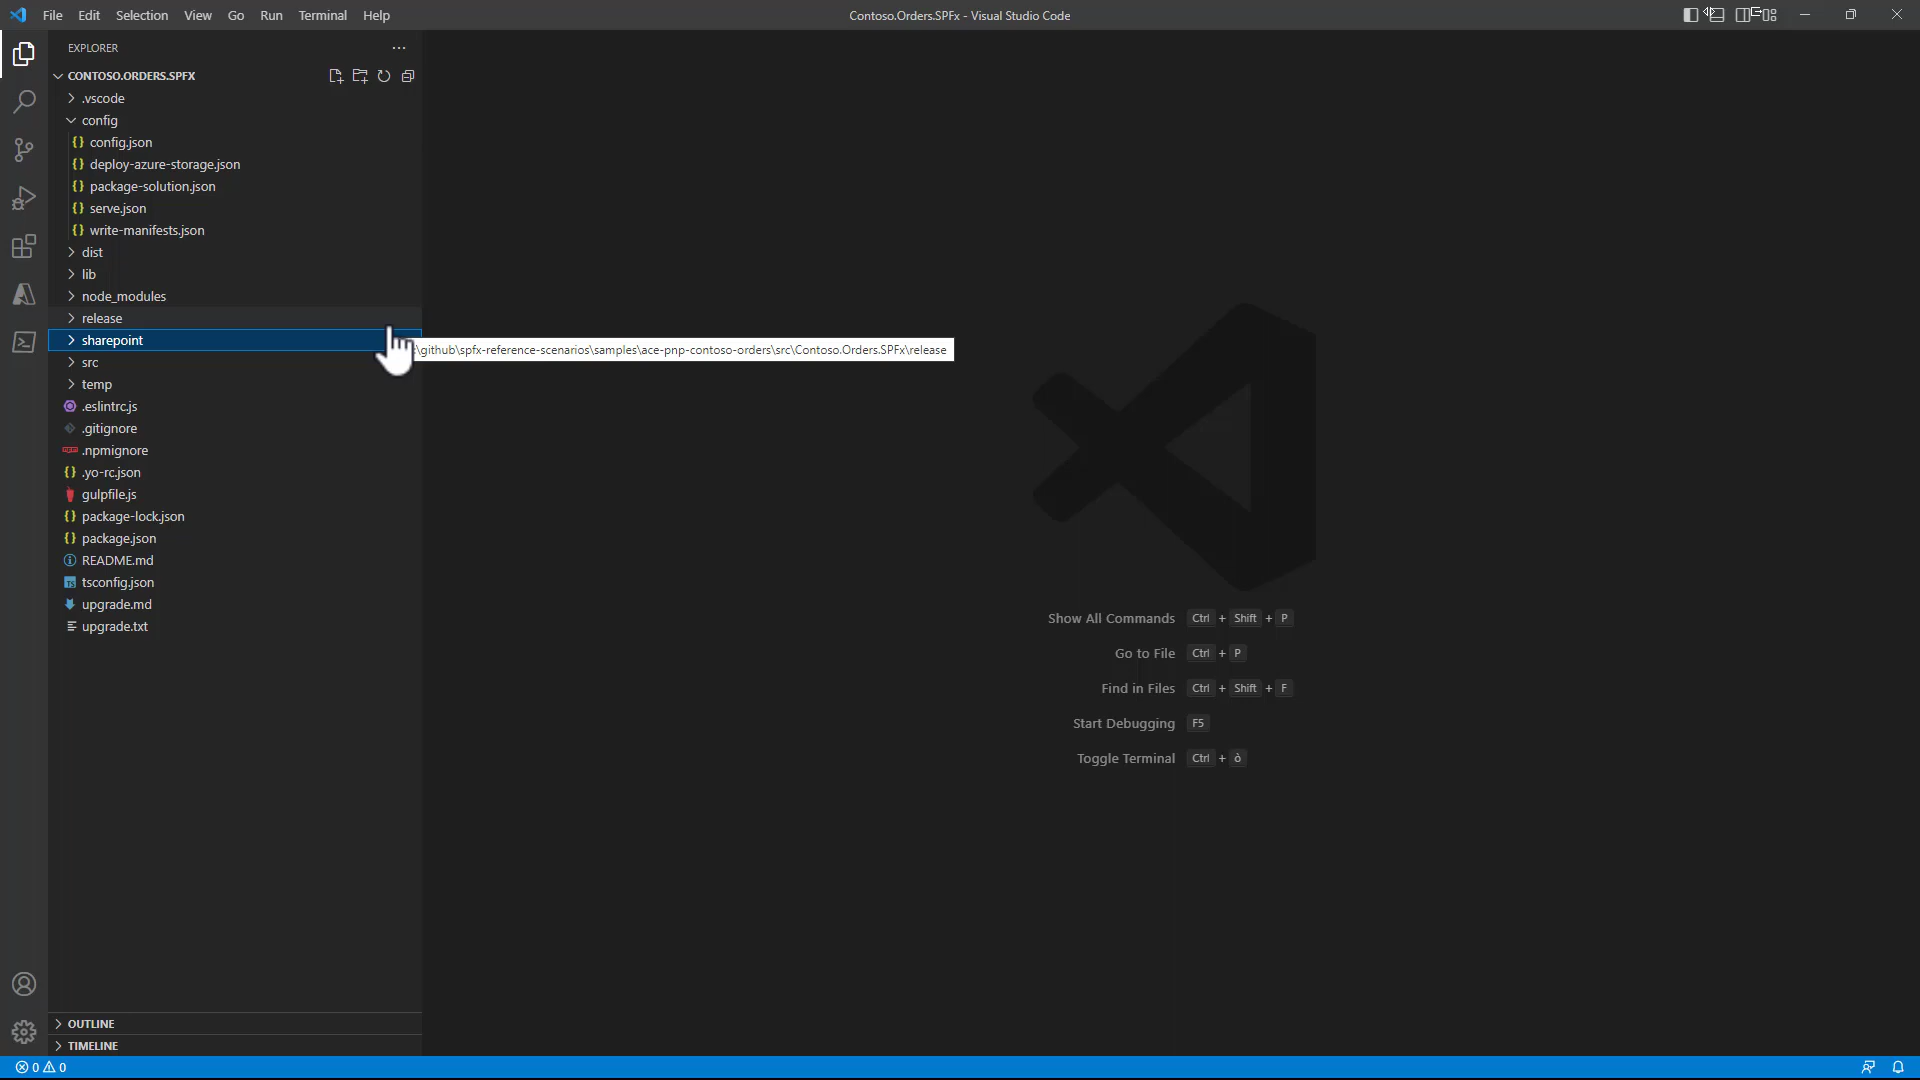 File Edit Selection View Go Run Terminal Help
Contoso.Orders.SPFx - Visual Studio Code
EXPLORER
CONTOSO.ORDERS.SPFX
.vscode
config
config.json
deploy-azure-storage.json
package-solution.json
serve.json
write-manifests.json
dist
lib
node_modules
release
sharepoint
:\github\spfx-reference-scenarios\samples\ace-pnp-contoso-orders\src\Contoso.Orders.SPFx\release
src
temp
.eslintrc.js
.gitignore
.npmignore
.yo-rc.json
gulpfile.js
package-lock.json
package.json
README.md
tsconfig.json
upgrade.md
upgrade.txt
Show All Commands Ctrl + Shift + P
Go to File Ctrl + P
Find in Files Ctrl + Shift + F
Start Debugging F5
Toggle Terminal Ctrl + ò
OUTLINE
TIMELINE
0 0